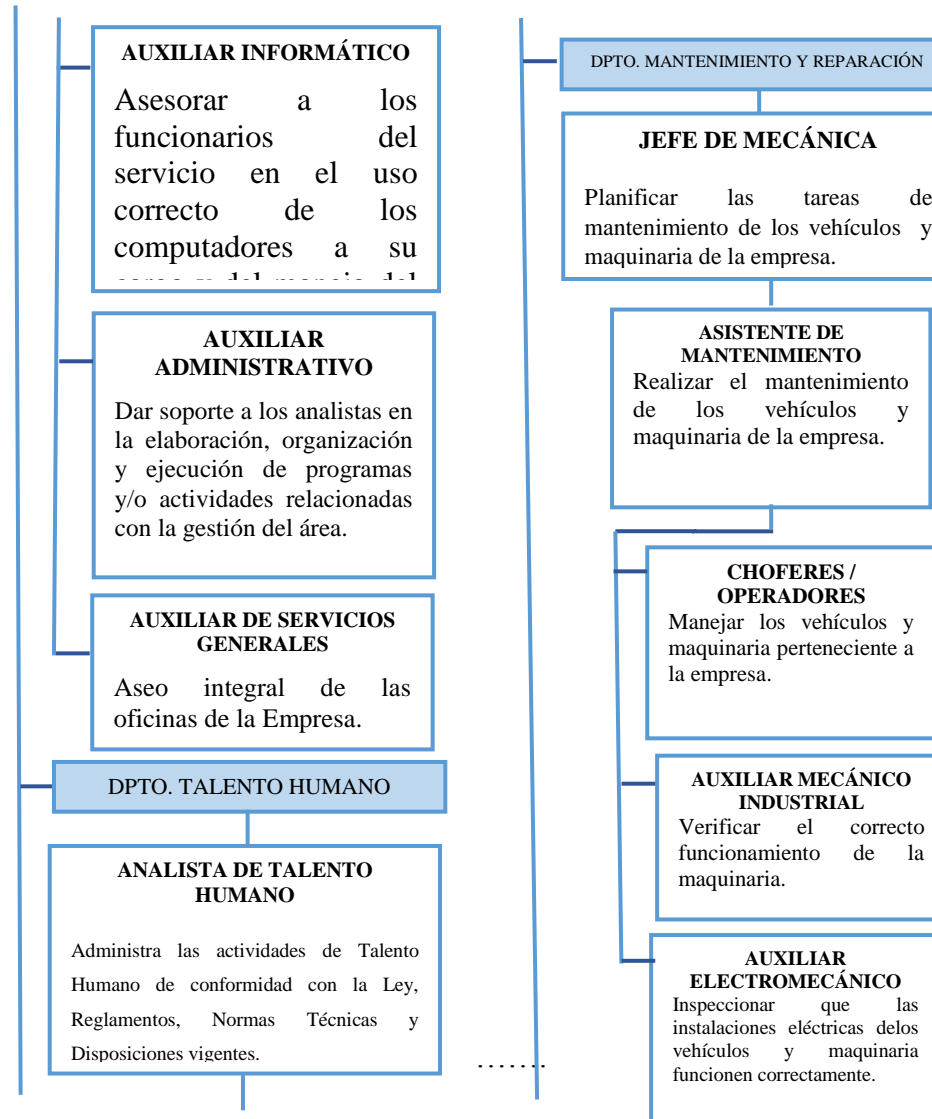 AUXILIAR INFORMÁTICO
Asesorar a los
funcionarios del
servicio en el uso
correcto de los
computadores a su
AUXILIAR
ADMINISTRATIVO
Dar soporte a los analistas en
la elaboración, organización
y ejecución de programas
y/o actividades relacionadas
con la gestión del área.
AUXILIAR DE SERVICIOS
GENERALES
Aseo integral de las
oficinas de la Empresa.
DPTO. TALENTO HUMANO
ANALISTA DE TALENTO
HUMANO
Administra las actividades de Talento
Humano de conformidad con la Ley,
Reglamentos, Normas Técnicas y
Disposiciones vigentes.
.......
DPTO. MANTENIMIENTO Y REPARACIÓN
JEFE DE MECÁNICA
Planificar las tareas de
mantenimiento de los vehículos y
maquinaria de la empresa.
ASISTENTE DE
MANTENIMIENTO
Realizar el mantenimiento
de los vehículos y
maquinaria de la empresa.
CHOFERES /
OPERADORES
Manejar los vehículos y
maquinaria perteneciente a
la empresa.
AUXILIAR MECÁNICO
INDUSTRIAL
Verificar el correcto
funcionamiento de la
maquinaria.
AUXILIAR
ELECTROMECÁNICO
Inspeccionar que las
instalaciones eléctricas delos
vehículos y maquinaria
funcionen correctamente.